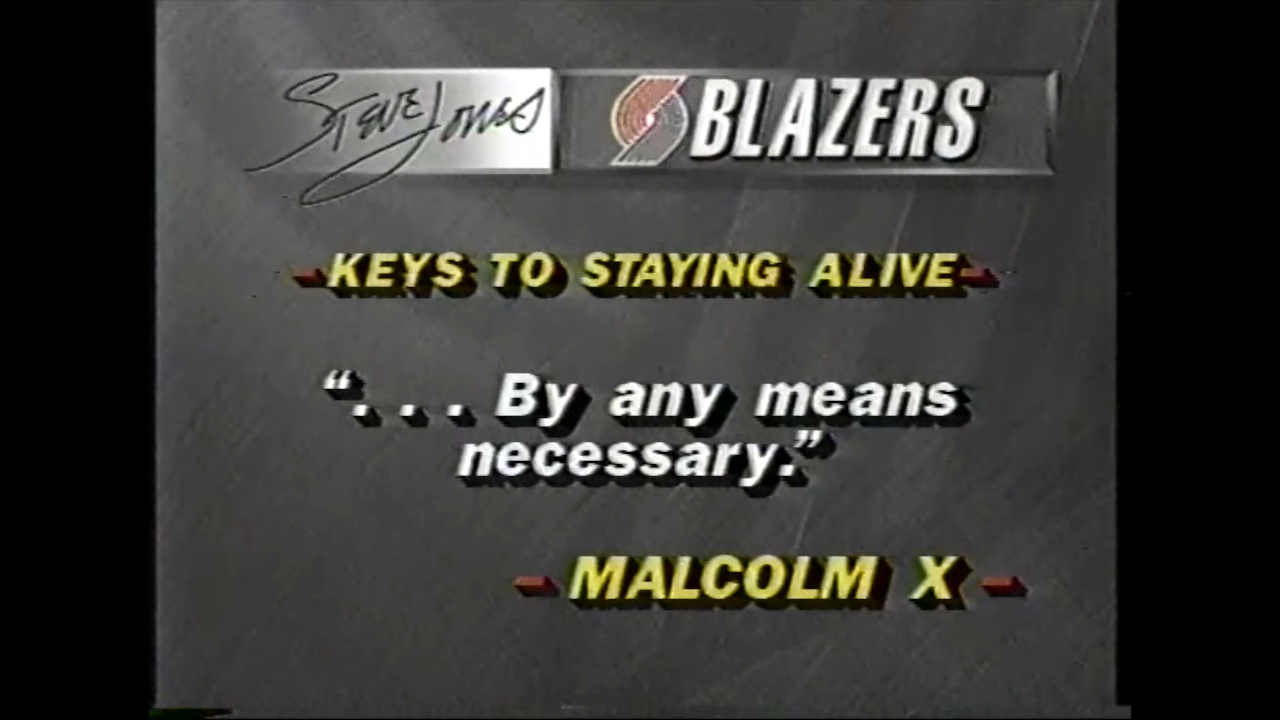 Steve Jones BLAZERS
-KEYS TO STAYING ALIVE-
“. . . By any means
necessary.”
- MALCOLM X -